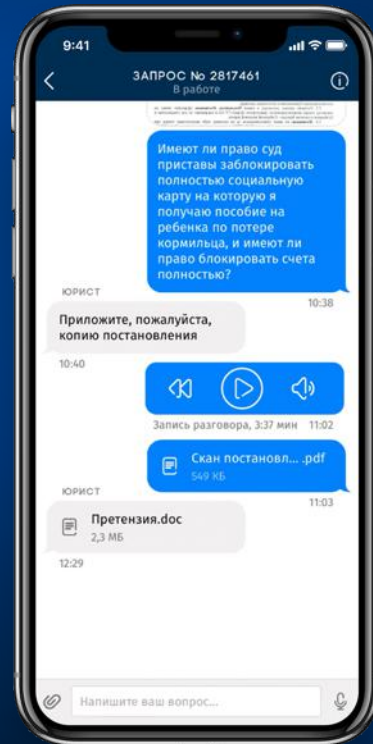 9:41
ЗАПРОС No 2817461
В работе
Имеют ли право суд
приставы заблокировать
полностью социальную
карту на которую я
получаю пособие на
ребенка по потере
кормильца, и имеют ли
право блокировать счета
полностью?
10:38
ЮРИСТ
Приложите, пожалуйста,
копию постановления
10:40
Запись разговора, 3:37 мин 11:02
Скан постановл... .pdf
549 КБ
11:03
ЮРИСТ
Претензия.doc
2,3 МБ
12:29
Напишите ваш вопрос...